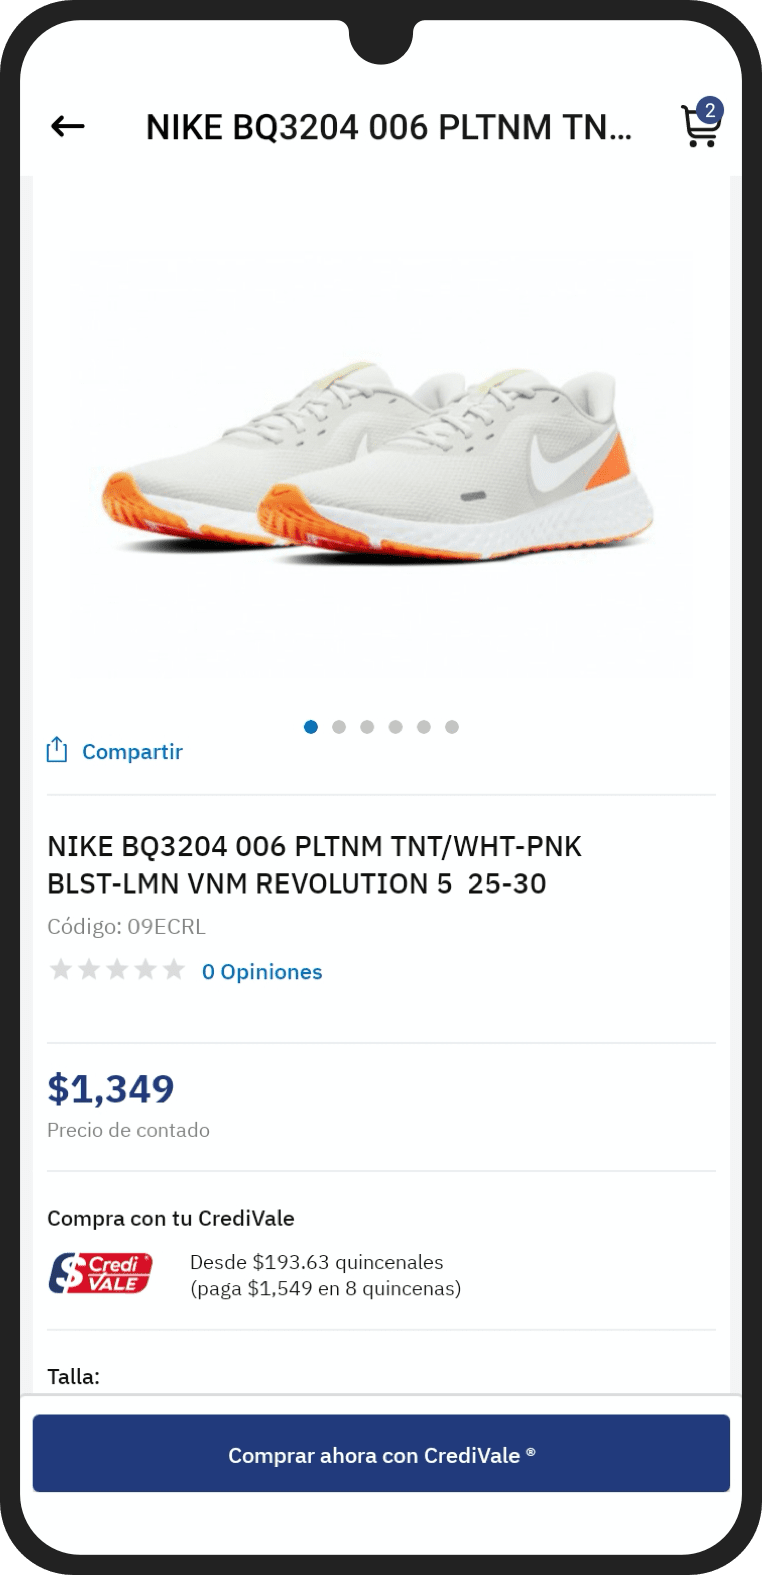 NIKE BQ3204 006 PLTNM TN...
2
Compartir
NIKE BQ3204 006 PLTNM TNT/WHT-PNK
BLST-LMN VNM REVOLUTION 5 25-30
Código: 09ECRL
0 Opiniones
$1,349
Precio de contado
Compra con tu CrediVale
$ Credi
VALE
Desde $193.63 quincenales
(paga $1,549 en 8 quincenas)
Talla:
Comprar ahora con CrediVale ®